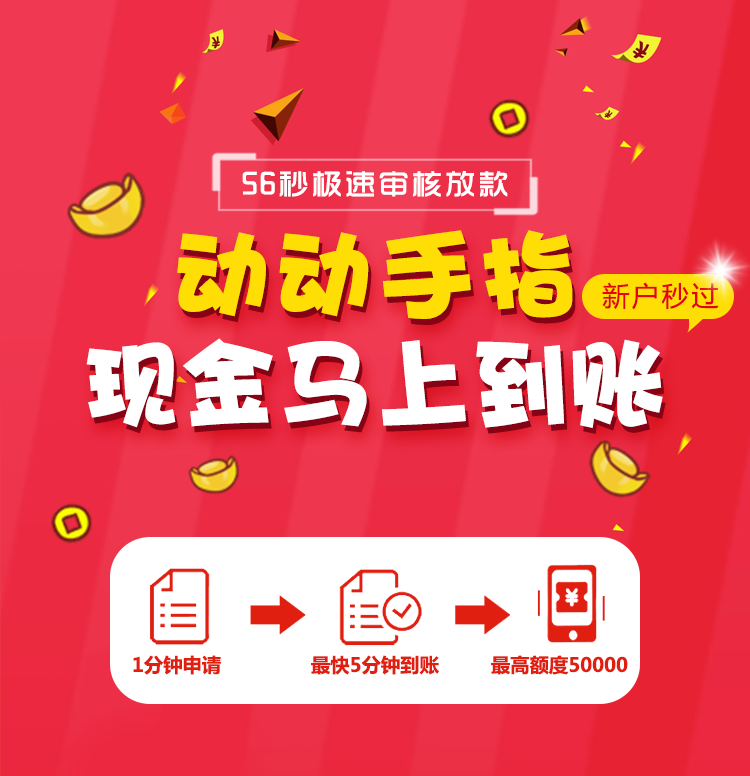 56秒极速审核放款
动动手指
新户秒过
现金马上到账
1分钟申请
最快5分钟到账
最高额度50000